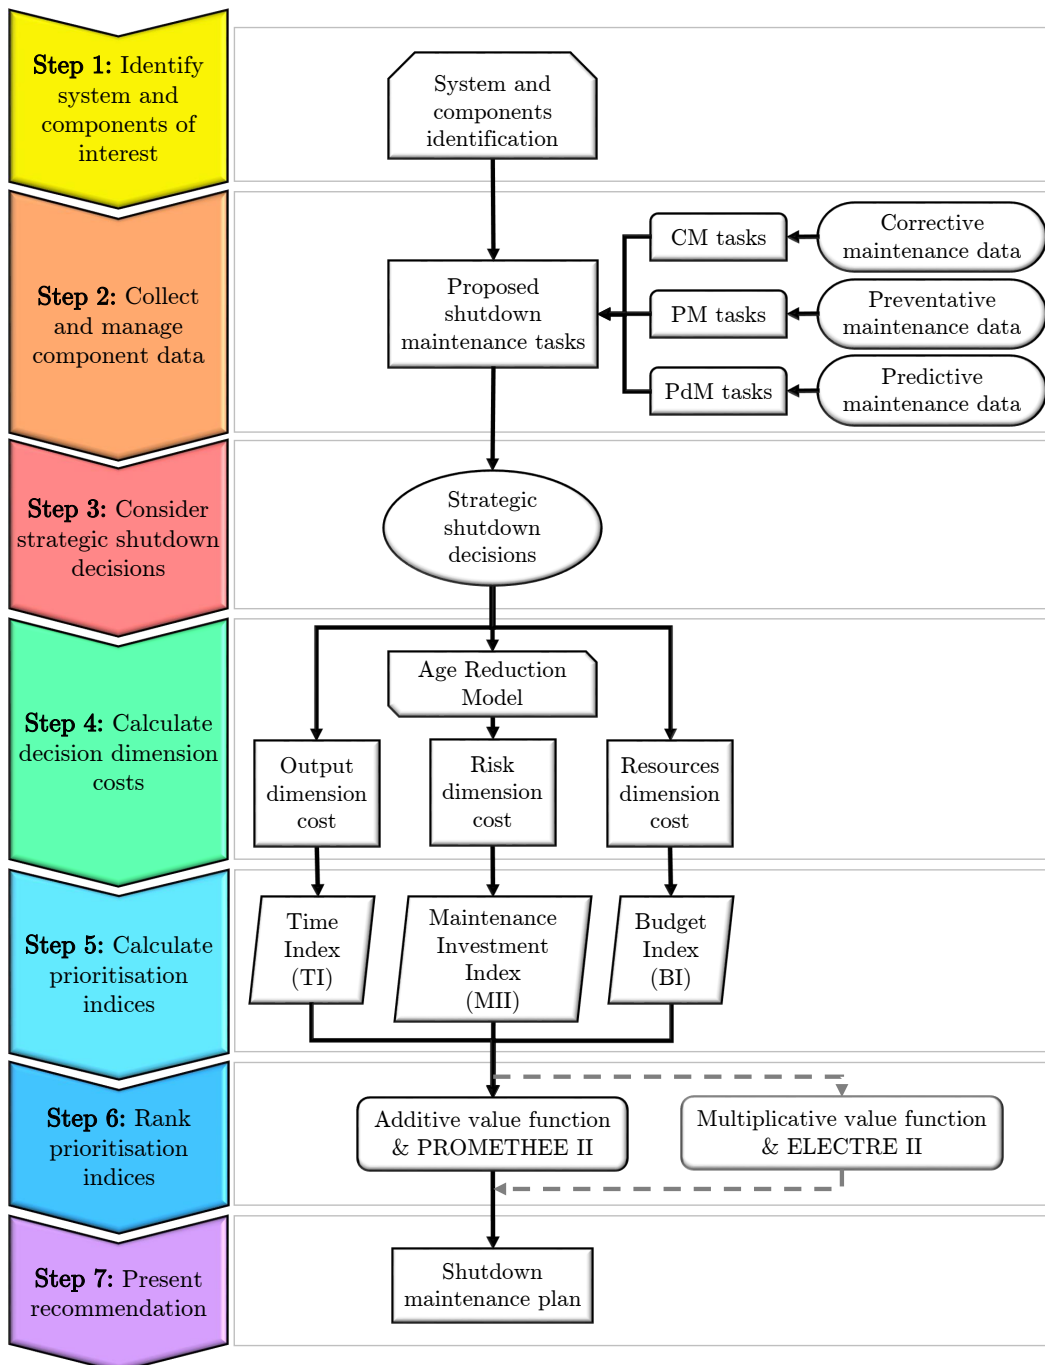 Step 1: Identify
system and
components of
interest
System and
components
identification
Step 2: Collect
and manage
component data
Proposed
shutdown
maintenance tasks
CM tasks
Corrective
maintenance data
PM tasks
Preventative
maintenance data
PdM tasks
Predictive
maintenance data
Step 3: Consider
strategic shutdown
decisions
Strategic
shutdown
decisions
Step 4: Calculate
decision dimension
costs
Age Reduction
Model
Output
dimension
cost
Risk
dimension
cost
Resources
dimension
cost
Step 5: Calculate
prioritisation
indices
Time
Index
(TI)
Maintenance
Investment
Index
(MII)
Budget
Index
(BI)
Step 6: Rank
prioritisation
indices
Additive value function
& PROMETHEE II
Multiplicative value function
& ELECTRE II
Step 7: Present
recommendation
Shutdown
maintenance plan